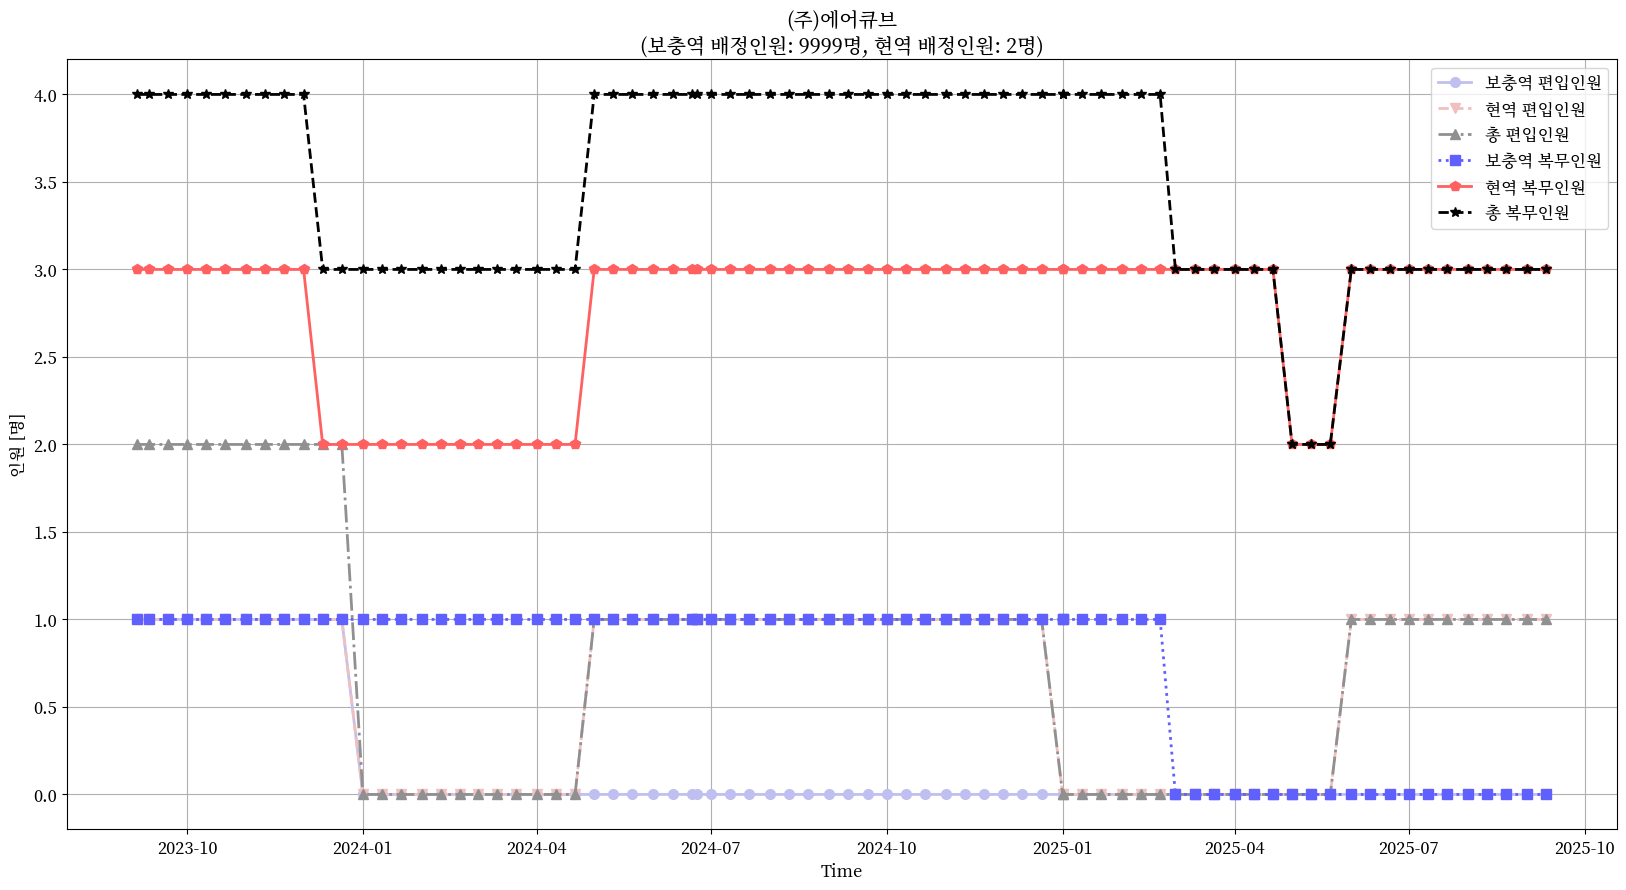 (주)에어큐브
(보충역 배정인원: 9999명, 현역 배정인원: 2명)
보충역 편입인원
현역 편입인원
총 편입인원
보충역 복무인원
현역 복무인원
총 복무인원
인원 [명]
4.0
3.5
3.0
2.5
2.0
1.5
1.0
0.5
0.0
2023-10
2024-01
2024-04
2024-07
2024-10
2025-01
2025-04
2025-07
2025-10
Time